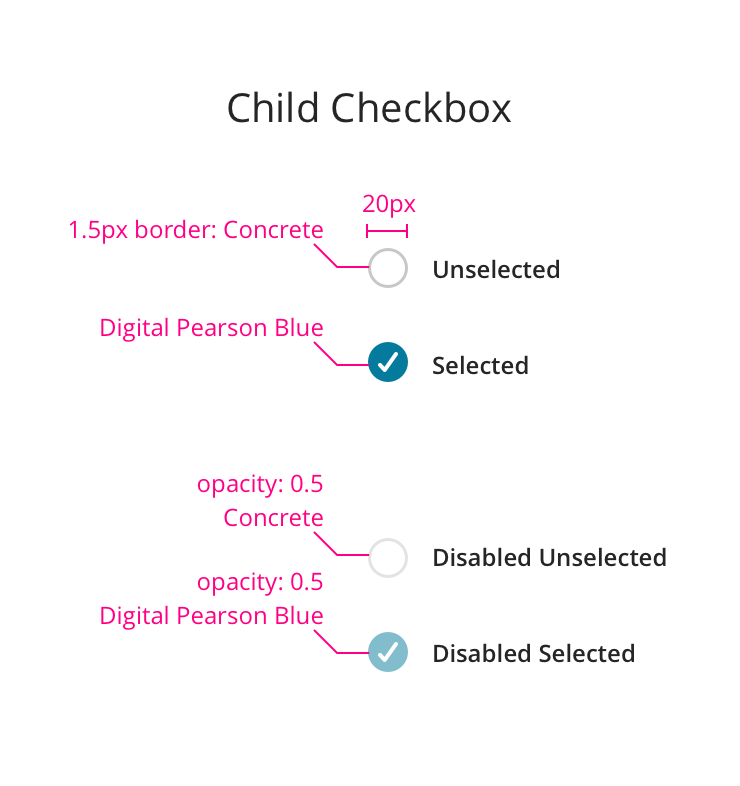 Child Checkbox
20px
1.5px border: Concrete
Unselected
Digital Pearson Blue
Selected
opacity: 0.5
Concrete
Disabled Unselected
opacity: 0.5
Digital Pearson Blue
Disabled Selected